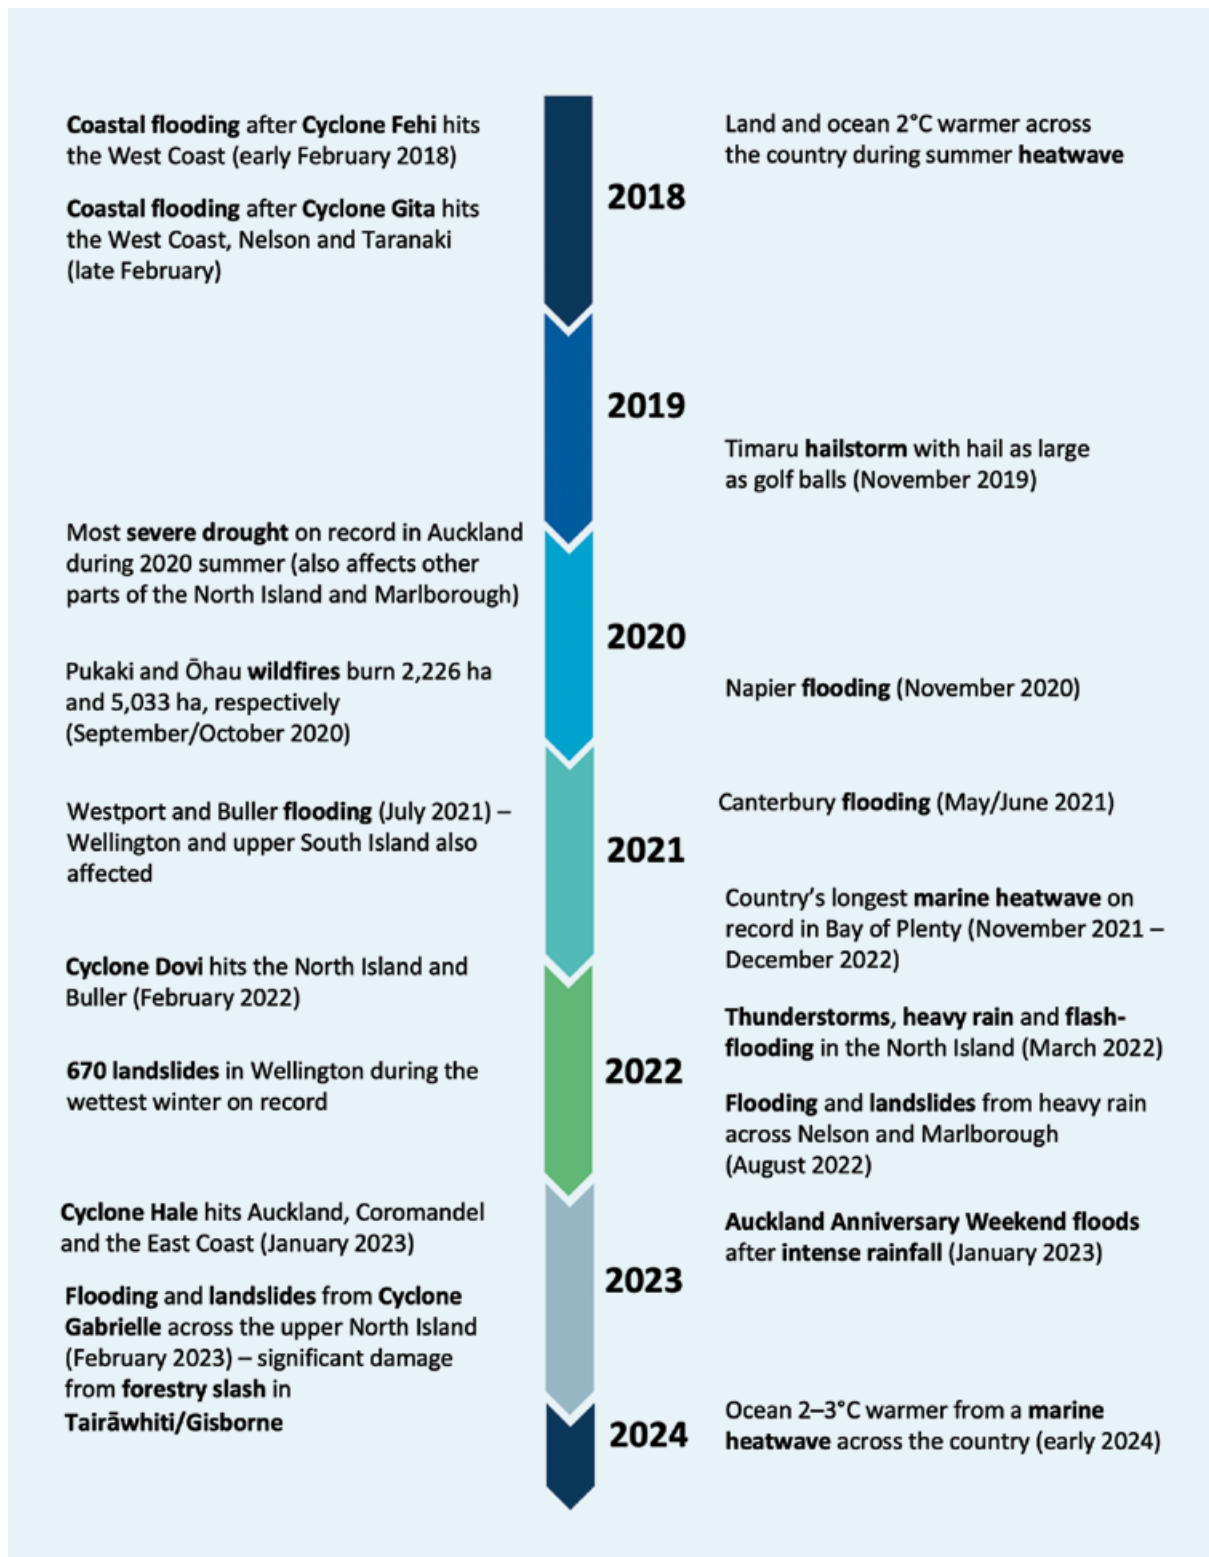 Coastal flooding after Cyclone Fehi hits
the West Coast (early February 2018)
Land and ocean 2°C warmer across
the country during summer heatwave
2018
Coastal flooding after Cyclone Gita hits
the West Coast, Nelson and Taranaki
(late February)
2019
Timaru hailstorm with hail as large
as golf balls (November 2019)
Most severe drought on record in Auckland
during 2020 summer (also affects other
parts of the North Island and Marlborough)
2020
Pukaki and Ōhau wildfires burn 2,226 ha
and 5,033 ha, respectively
(September/October 2020)
Napier flooding (November 2020)
Westport and Buller flooding (July 2021) –
Wellington and upper South Island also
affected
Canterbury flooding (May/June 2021)
2021
Country's longest marine heatwave on
record in Bay of Plenty (November 2021 –
December 2022)
Cyclone Dovi hits the North Island and
Buller (February 2022)
Thunderstorms, heavy rain and flash-
flooding in the North Island (March 2022)
670 landslides in Wellington during the
wettest winter on record
2022
Flooding and landslides from heavy rain
across Nelson and Marlborough
(August 2022)
Cyclone Hale hits Auckland, Coromandel
and the East Coast (January 2023)
Auckland Anniversary Weekend floods
after intense rainfall (January 2023)
2023
Flooding and landslides from Cyclone
Gabrielle across the upper North Island
(February 2023) – significant damage
from forestry slash in
Tairāwhiti/Gisborne
2024
Ocean 2–3°C warmer from a marine
heatwave across the country (early 2024)